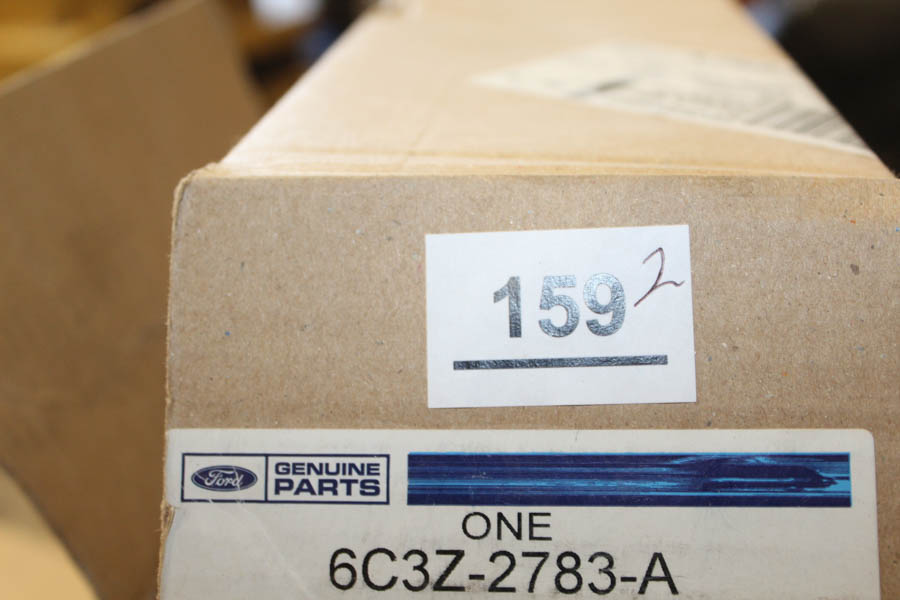 159 2
Ford GENUINE
PARTS
ONE
6C3Z-2783-A